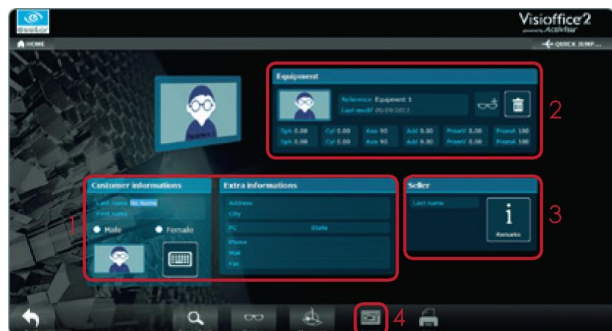 essilor
Visioffice²
powered by Activisu
HOME
QUICK JUMP...
Equipment
Reference Equipment 1
Last modif 05/09/2012
2
Sph 0.00 Cyl 0.00 Axe 90 Add 0.00 PrismV 0.00 PrismA 180
Sph 0.00 Cyl 0.00 Axe 90 Add 0.00 PrismV 0.00 PrismA 180
1
Customer informations
Last name No Name
First name
Male Female
Extra informations
Address
City
PC State
Phone
Mail
Fax
Seller
Last name
i
Remarks
3
4